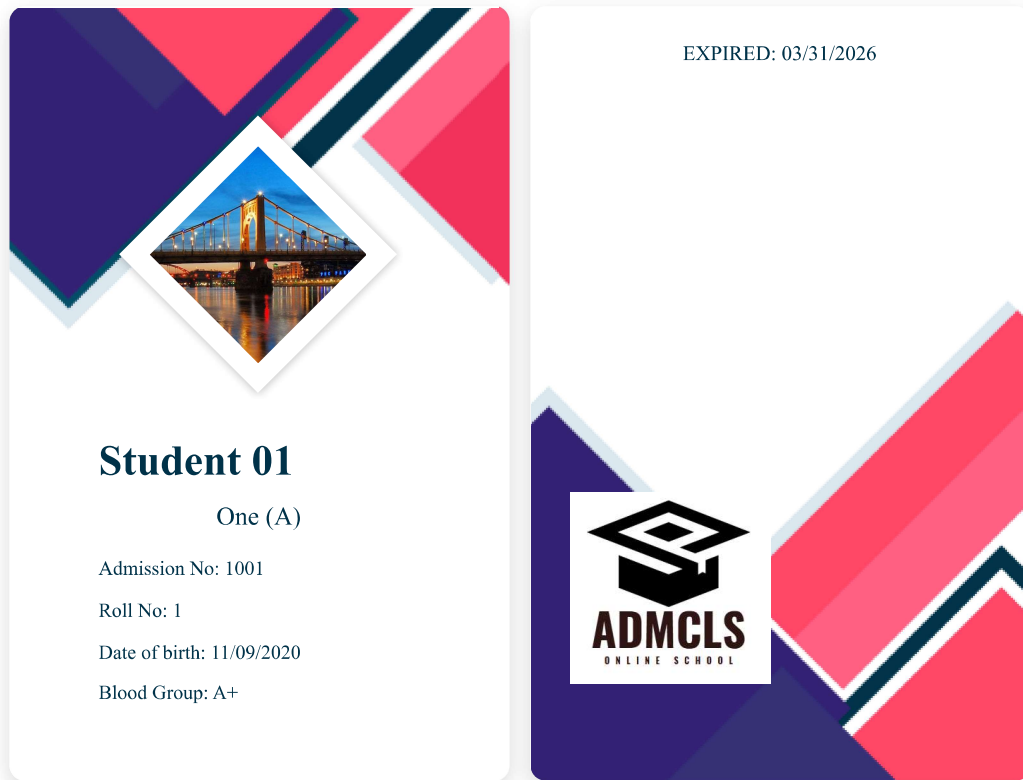 Student 01
One (A)
Admission No: 1001
Roll No: 1
Date of birth: 11/09/2020
Blood Group: A+
EXPIRED: 03/31/2026
ADMCLS
ONLINE SCHOOL